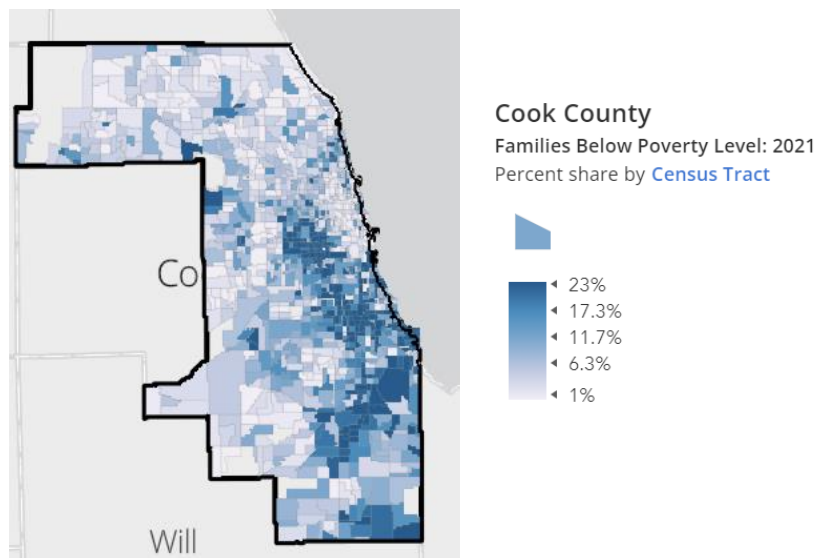 Co
Will
Cook County
Families Below Poverty Level: 2021
Percent share by Census Tract
23%
17.3%
11.7%
6.3%
1%